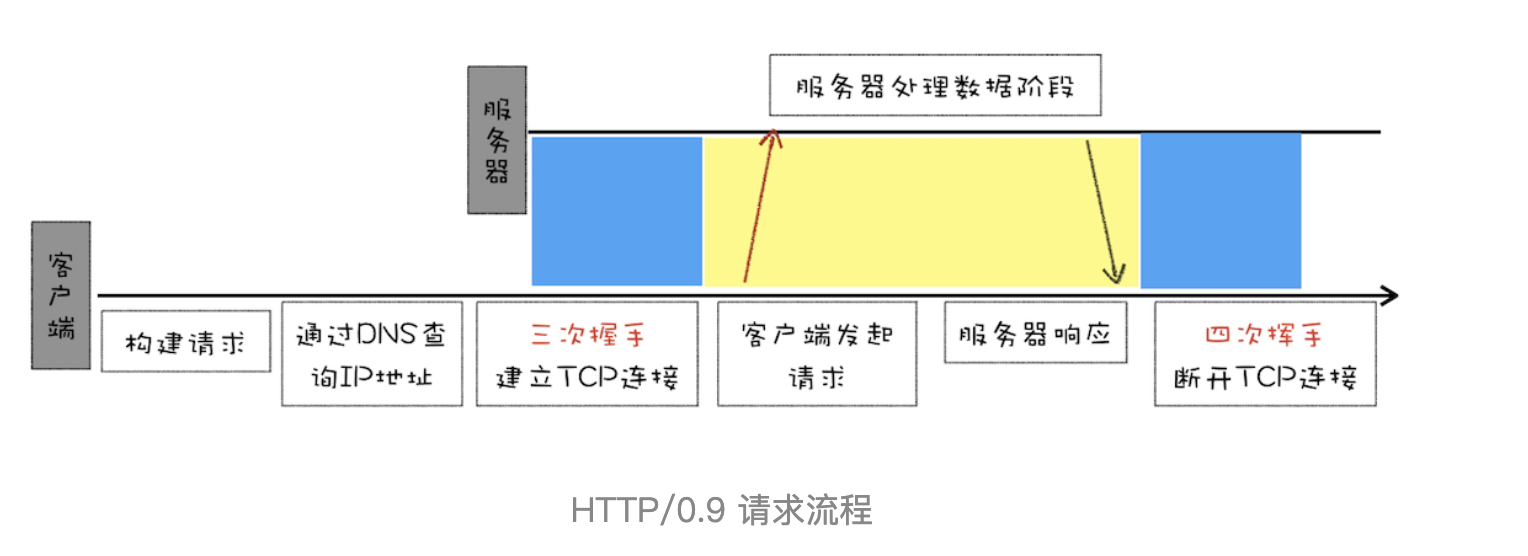 服务器处理数据阶段
服务器
客户端
构建请求
通过DNS查
询IP地址
三次握手
建立TCP连接
客户端发起
请求
服务器响应
四次挥手
断开TCP连接
HTTP/0.9 请求流程